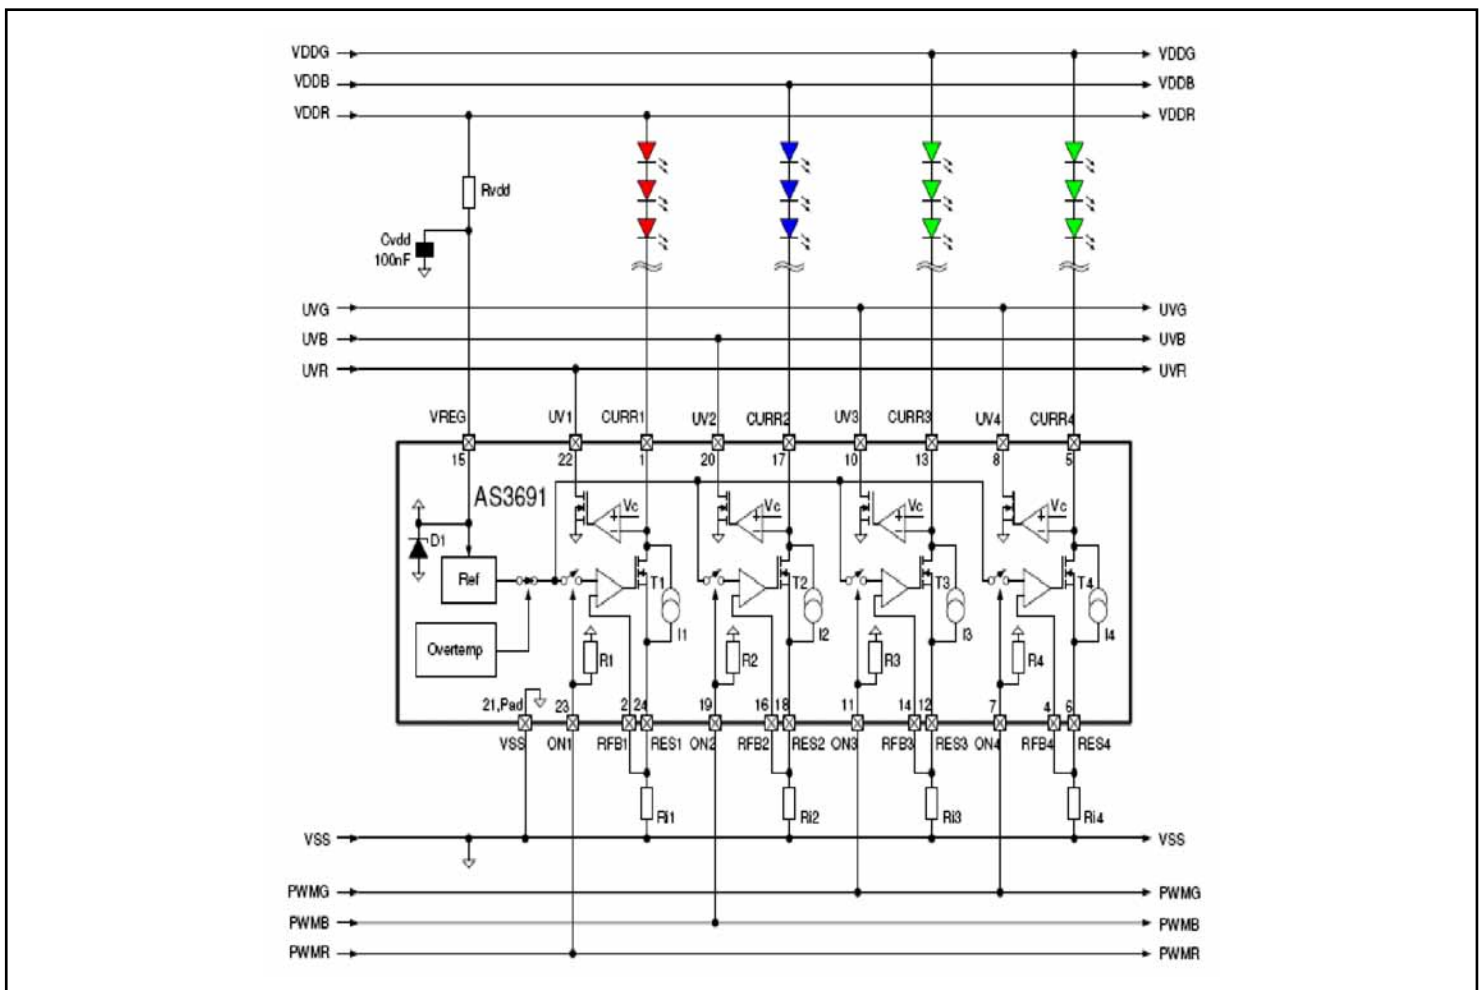 VDDG VDDG
VDDB VDDB
VDDR VDDR
Rvdd
Cvdd
100nF
UVG UVG
UVB UVB
UVR UVR
VREG UV1 CURR1 UV2 CURR2 UV3 CURR3 UV4 CURR4
15 22 1 20 17 10 13 8 5
AS3691
Vc Vc Vc Vc
D1
Ref T1 T2 T3 T4
I1 I2 I3 I4
Overtemp R1 R2 R3 R4
21,Pad 23 2 24 19 16 18 11 14 12 7 4 6
VSS ON1 RFB1 RES1 ON2 RFB2 RES2 ON3 RFB3 RES3 ON4 RFB4 RES4
Ri1 Ri2 Ri3 Ri4
VSS VSS
PWMG PWMG
PWMB PWMB
PWMR PWMR